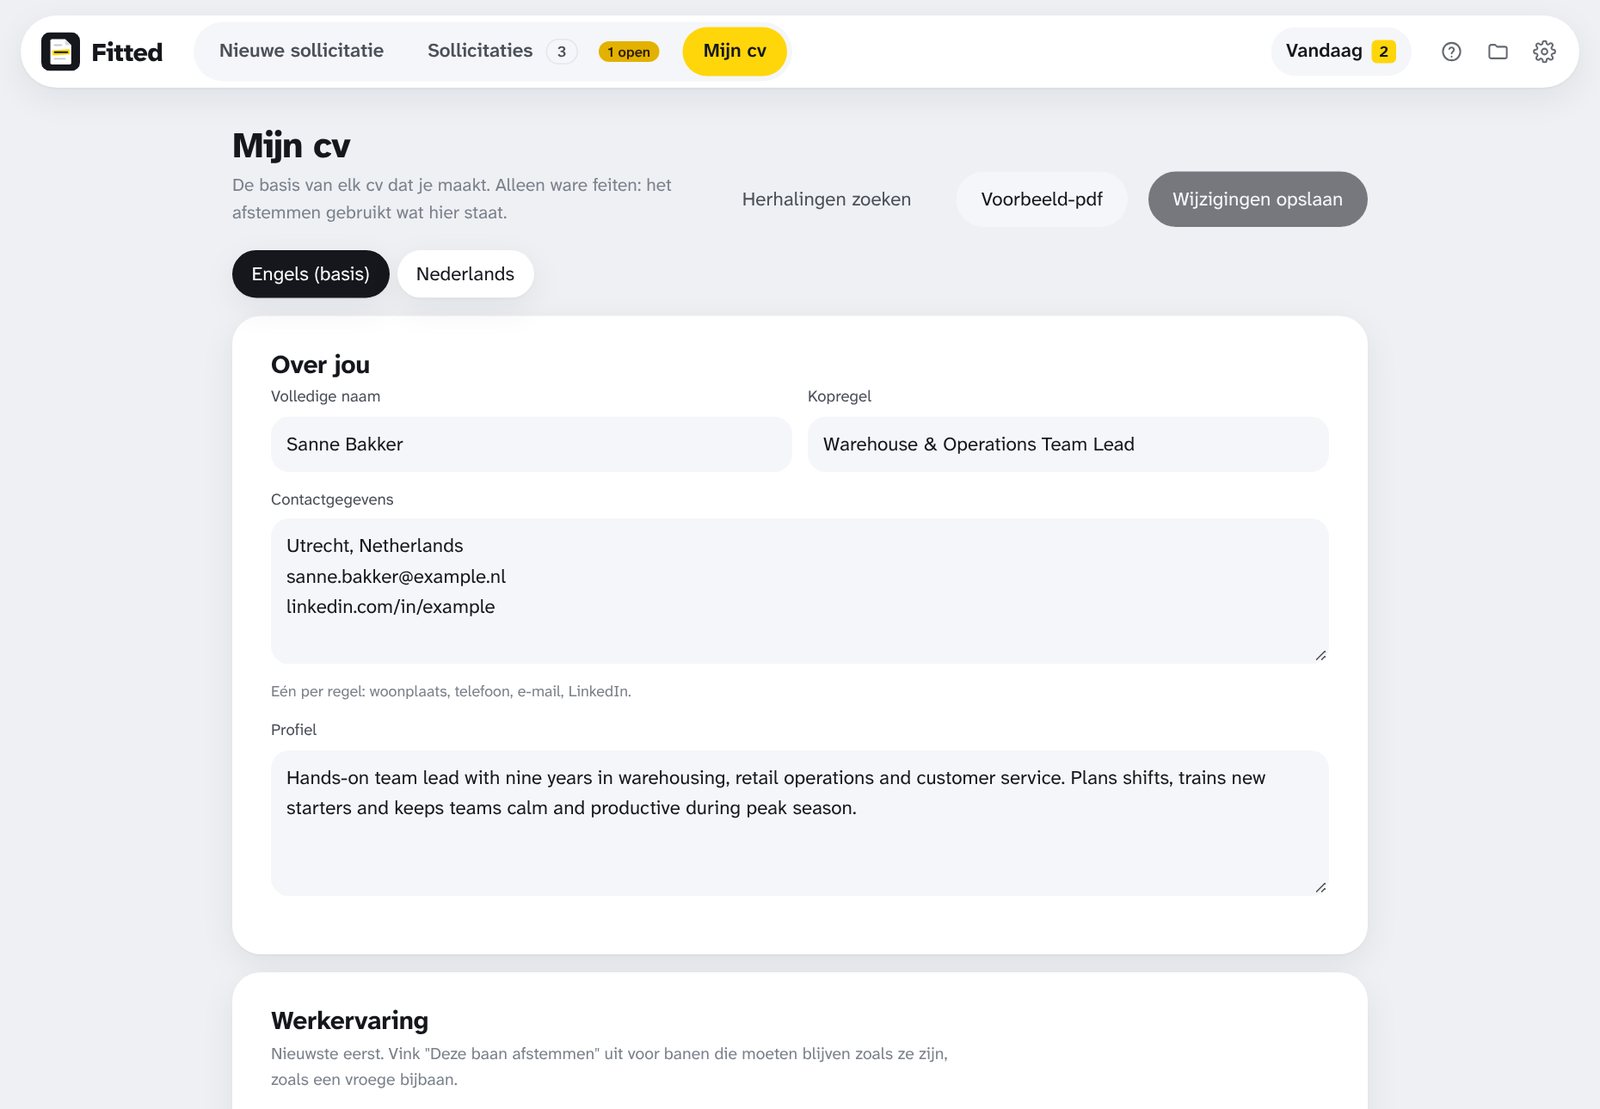 Fitted
Nieuwe sollicitatie
Sollicitaties 3
1 open
Mijn cv
Vandaag 2
Mijn cv
De basis van elk cv dat je maakt. Alleen ware feiten: het
afstemmen gebruikt wat hier staat.
Herhalingen zoeken
Voorbeeld-pdf
Wijzigingen opslaan
Engels (basis)
Nederlands
Over jou
Volledige naam
Kopregel
Sanne Bakker
Warehouse & Operations Team Lead
Contactgegevens
Utrecht, Netherlands
sanne.bakker@example.nl
linkedin.com/in/example
Eén per regel: woonplaats, telefoon, e-mail, LinkedIn.
Profiel
Hands-on team lead with nine years in warehousing, retail operations and customer service. Plans shifts, trains new
starters and keeps teams calm and productive during peak season.
Werkervaring
Nieuwste eerst. Vink "Deze baan afstemmen" uit voor banen die moeten blijven zoals ze zijn,
zoals een vroege bijbaan.